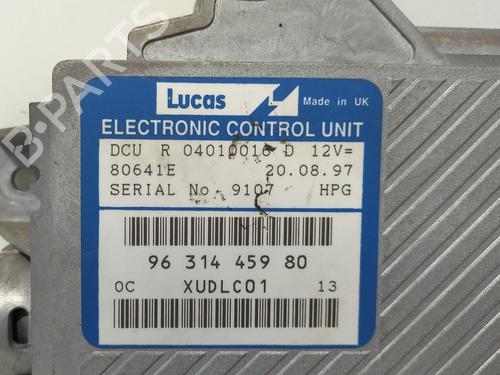 B-PARTS
Lucas
Made in UK
ELECTRONIC CONTROL UNIT
DCU R 04010016 D 12V=
80641E 20.08.97
SERIAL No. 9107 HPG
96 314 459 80
OC XUDLC01 13